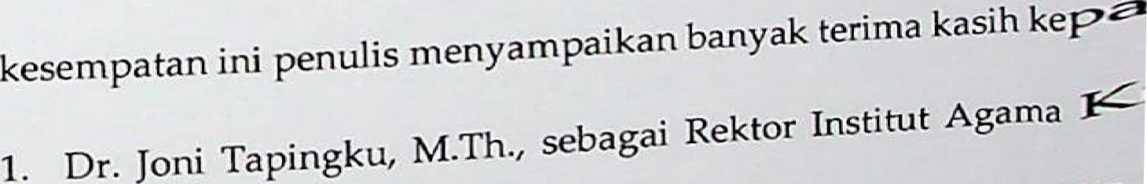 kesempatan ini penulis menyampaikan banyak terima kasih kepa
1. Dr. Joni Tapingku, M.Th., sebagai Rektor Institut Agama K